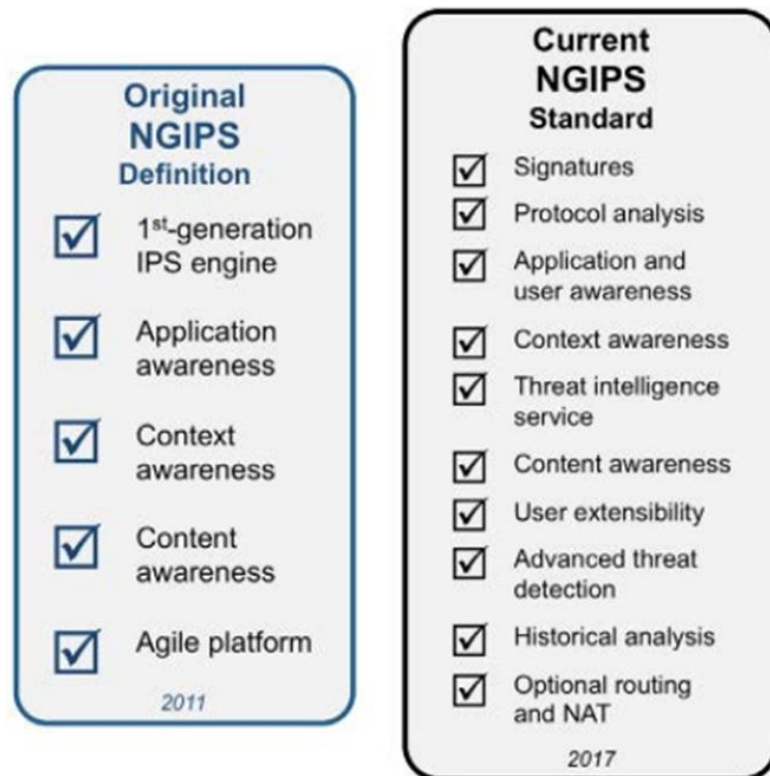 Original
NGIPS
Definition
1st-generation
IPS engine
Application
awareness
Context
awareness
Content
awareness
Agile platform
2011
Current
NGIPS
Standard
Signatures
Protocol analysis
Application and
user awareness
Context awareness
Threat intelligence
service
Content awareness
User extensibility
Advanced threat
detection
Historical analysis
Optional routing
and NAT
2017